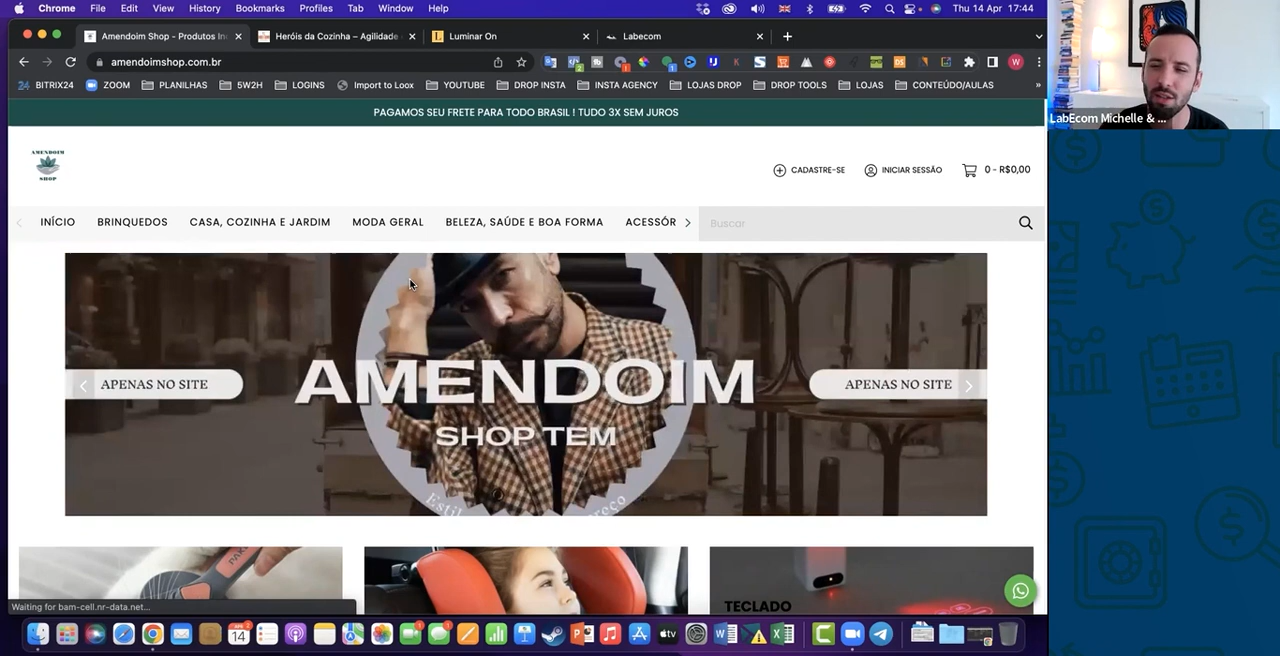 Chrome File Edit View History Bookmarks Profiles Tab Window Help Thu 14 Apr 17:44
Amendoim Shop - Produtos In Heróis da Cozinha – Agilidade Luminar On Labecom
amendoimshop.com.br
BITRIX24 ZOOM PLANILHAS 5W2H LOGINS Import to Loox YOUTUBE DROP INSTA INSTA AGENCY LOJAS DROP DROP TOOLS LOJAS CONTEÚDO/AULAS »
LabEcom Michelle & ...
PAGAMOS SEU FRETE PARA TODO BRASIL ! TUDO 3X SEM JUROS
AMENDOIM
SHOP
CADASTRE-SE INICIAR SESSÃO 0 - R$0,00
INÍCIO BRINQUEDOS CASA, COZINHA E JARDIM MODA GERAL BELEZA, SAÚDE E BOA FORMA ACESSÓR Buscar
APENAS NO SITE AMENDOIM APENAS NO SITE
SHOP TEM
TECLADO
Waiting for bam-cell.nr-data.net...